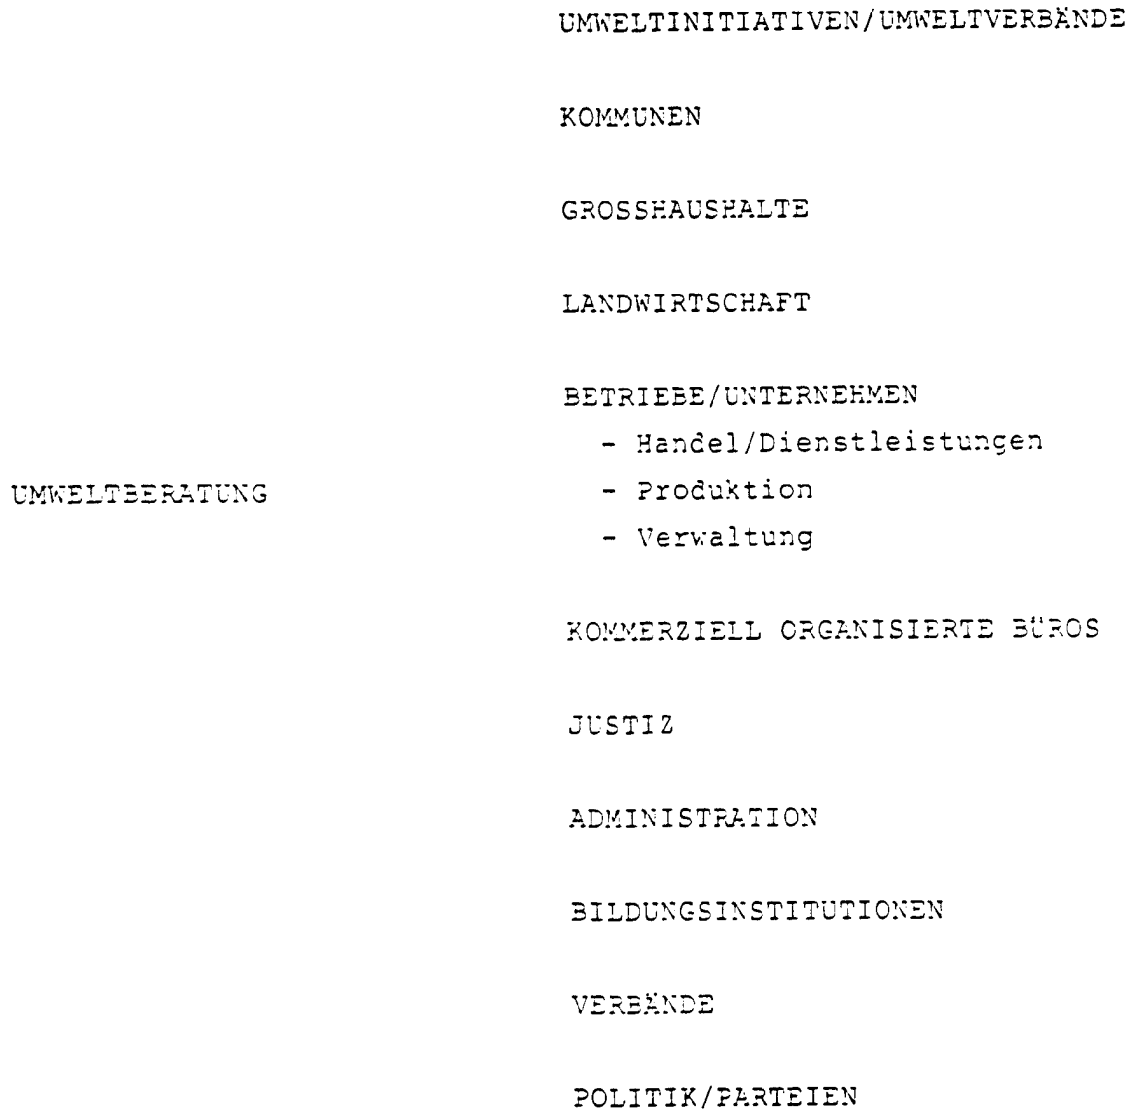 UMWELTINITIATIVEN/UMWELTVERBÄNDE
KOMMUNEN
GROSSHAUSHALTE
LANDWIRTSCHAFT
BETRIEBE/UNTERNEHMEN
- Handel/Dienstleistungen
UMWELTBERATUNG
- Produktion
- Verwaltung
KOMMERZIELL ORGANISIERTE BÜROS
JUSTIZ
ADMINISTRATION
BILDUNGSINSTITUTIONEN
VERBÄNDE
POLITIK/PARTEIEN